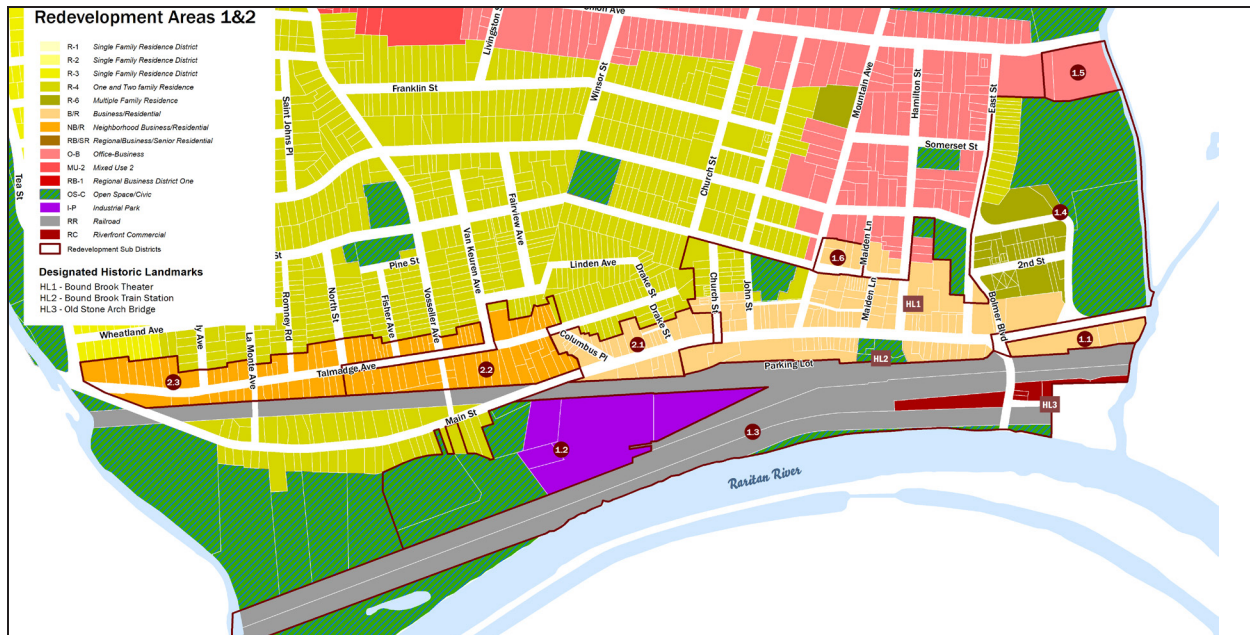 Redevelopment Areas 1&2
R-1 Single Family Residence District
R-2 Single Family Residence District
R-3 Single Family Residence District
R-4 One and Two family Residence
R-6 Multiple Family Residence
B/R Business/Residential
NB/R Neighborhood Business/Residential
RB/SR Regional/Business/Senior Residential
O-B Office-Business
MU-2 Mixed Use 2
RB-1 Regional Business District One
OS-C Open Space/Civic
I-P Industrial Park
RR Railroad
RC Riverfront Commercial
Redevelopment Sub Districts
Designated Historic Landmarks
HL1 - Bound Brook Theater
HL2 - Bound Brook Train Station
HL3 - Old Stone Arch Bridge
Tea St
Saint Johns Pl
Franklin St
Winsor St
Mountain Ave
Hamilton St
East St
1.5
Somerset St
Church St
Fairview Ave
Van Keuren Ave
1.4
2nd St
St
Pine St
Linden Ave
Drake St
Drake St
Church St
John St
1.6
Maiden Ln
Maiden Ln
HL1
Bolmer Blvd
1.1
Wheatland Ave
La Monte Ave
Romney Rd
North St
Fisher Ave
Vosseller Ave
Columbus Pl
2.1
2.3
Talmadge Ave
2.2
Parking Lot
HL2
HL3
Main St
1.2
1.3
Raritan River